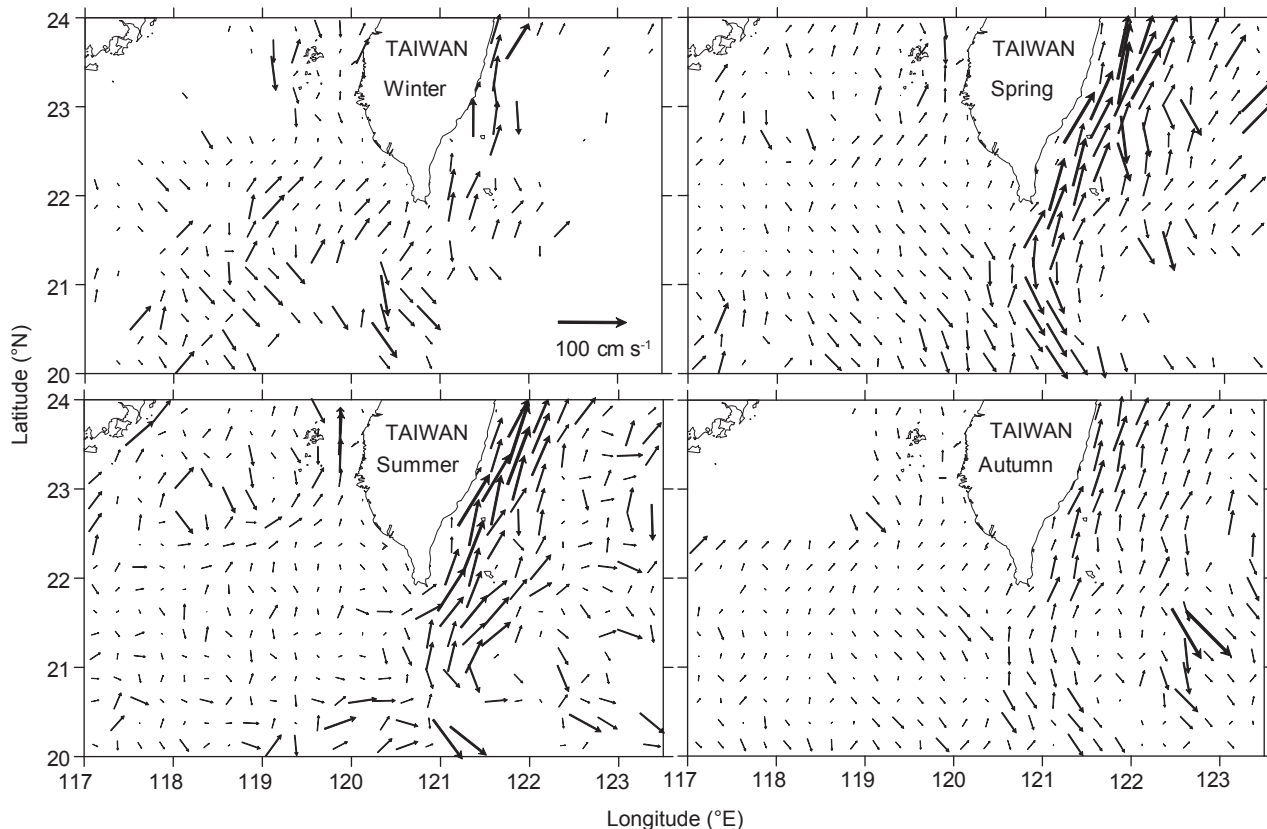 24
23
22
21
20
TAIWAN
Winter
100 cm s⁻¹
TAIWAN
Spring
24
23
22
21
20
TAIWAN
Summer
TAIWAN
Autumn
117 118 119 120 121 122 123
117 118 119 120 121 122 123
Latitude (°N)
Longitude (°E)